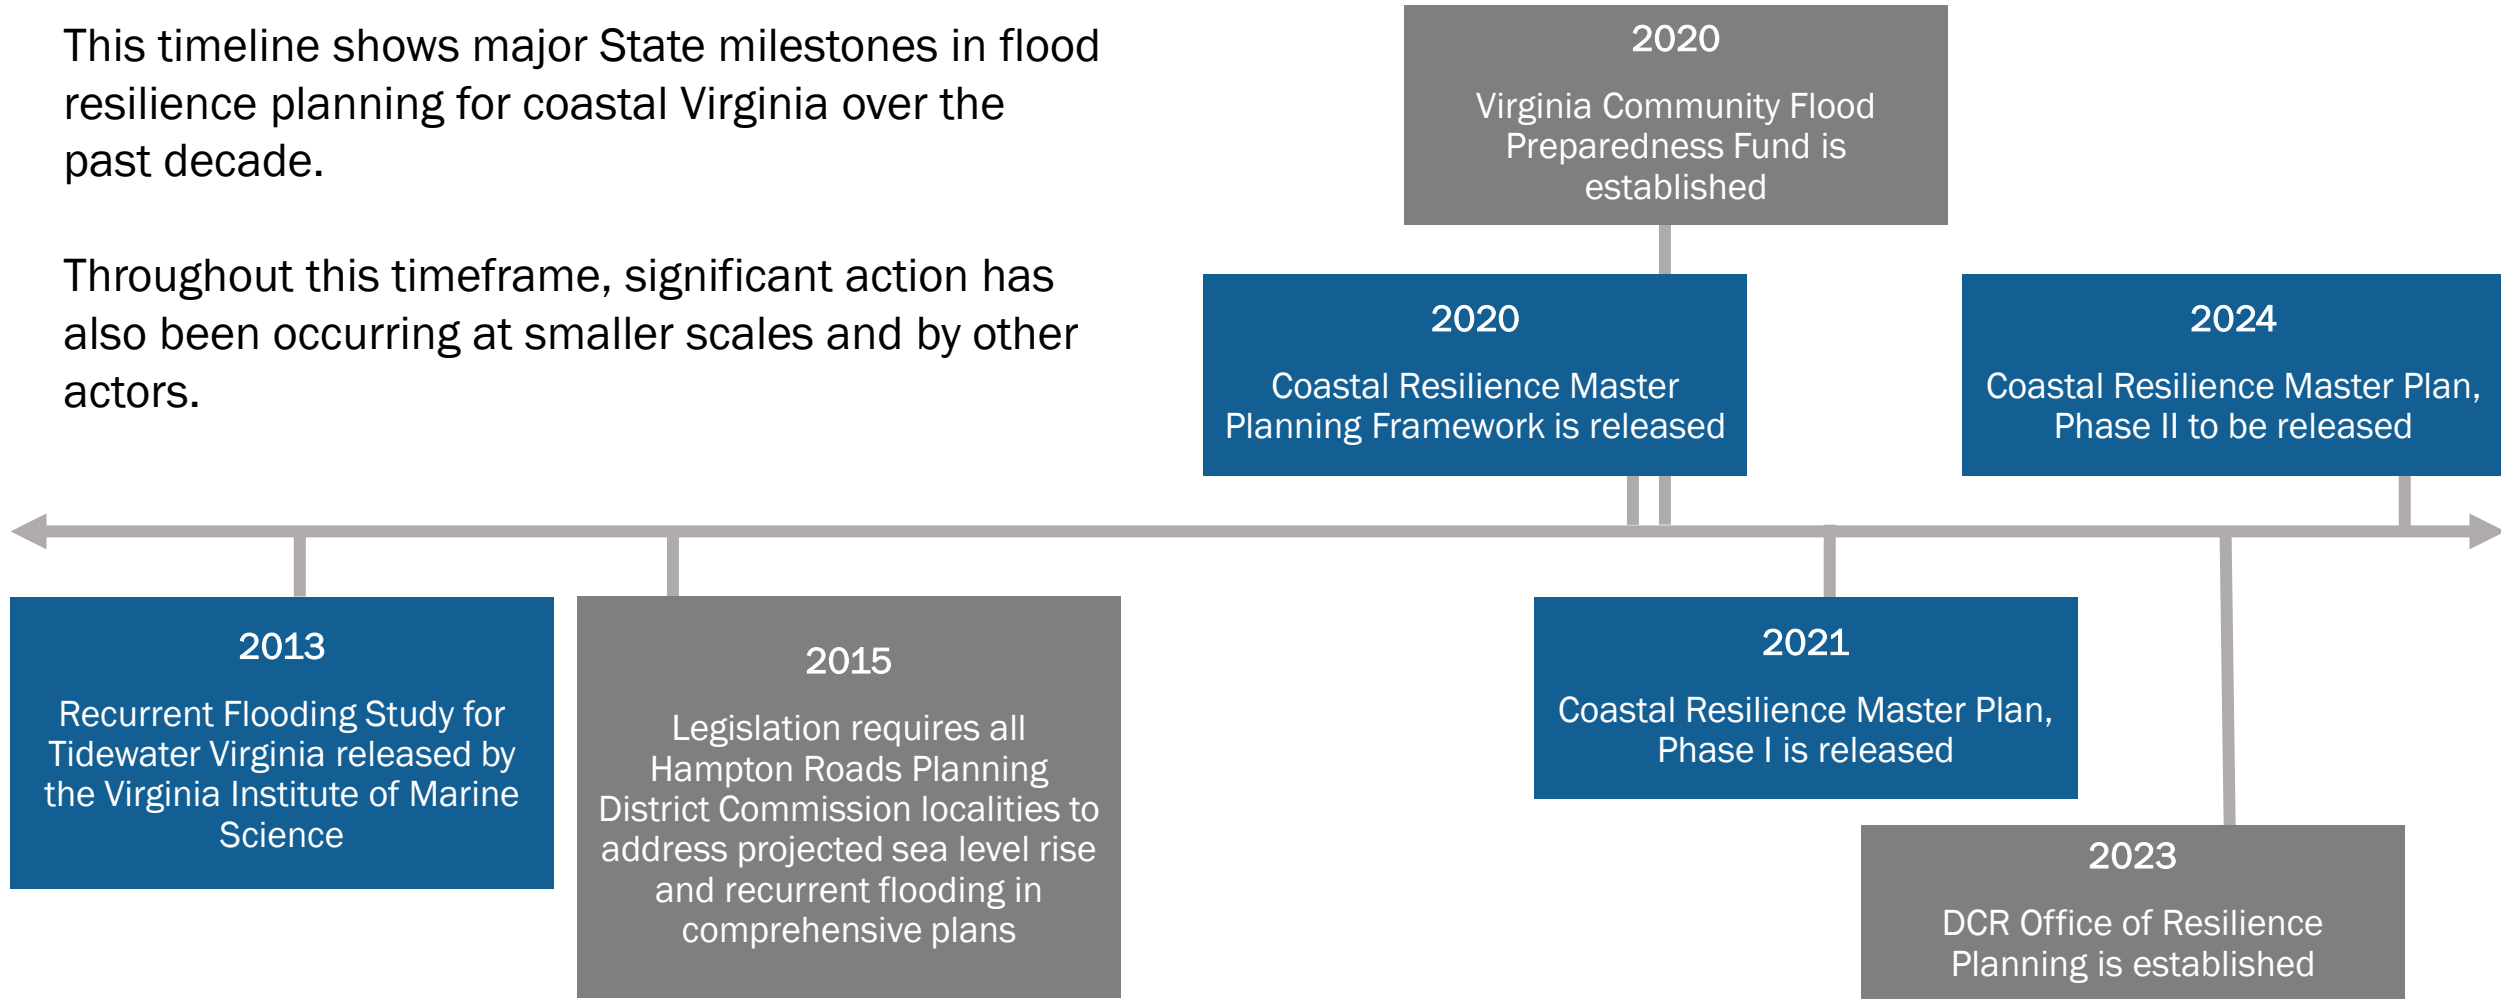 This timeline shows major State milestones in flood
resilience planning for coastal Virginia over the
past decade.
Throughout this timeframe, significant action has
also been occurring at smaller scales and by other
actors.
2020
Virginia Community Flood
Preparedness Fund is
established
2020
Coastal Resilience Master
Planning Framework is released
2024
Coastal Resilience Master Plan,
Phase II to be released
2013
Recurrent Flooding Study for
Tidewater Virginia released by
the Virginia Institute of Marine
Science
2015
Legislation requires all
Hampton Roads Planning
District Commission localities to
address projected sea level rise
and recurrent flooding in
comprehensive plans
2021
Coastal Resilience Master Plan,
Phase I is released
2023
DCR Office of Resilience
Planning is established